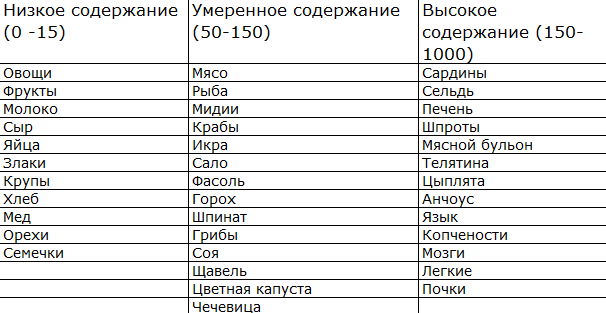 Низкое содержание (0 -15) Умеренное содержание (50-150) Высокое содержание (150-1000)
Овощи Мясо Сардины
Фрукты Рыба Сельдь
Молоко Мидии Печень
Сыр Крабы Шпроты
Яйца Икра Мясной бульон
Злаки Сало Телятина
Крупы Фасоль Цыплята
Хлеб Горох Анчоус
Мед Шпинат Язык
Орехи Грибы Копчености
Семечки Соя Мозги
Щавель Легкие
Цветная капуста Почки
Чечевица